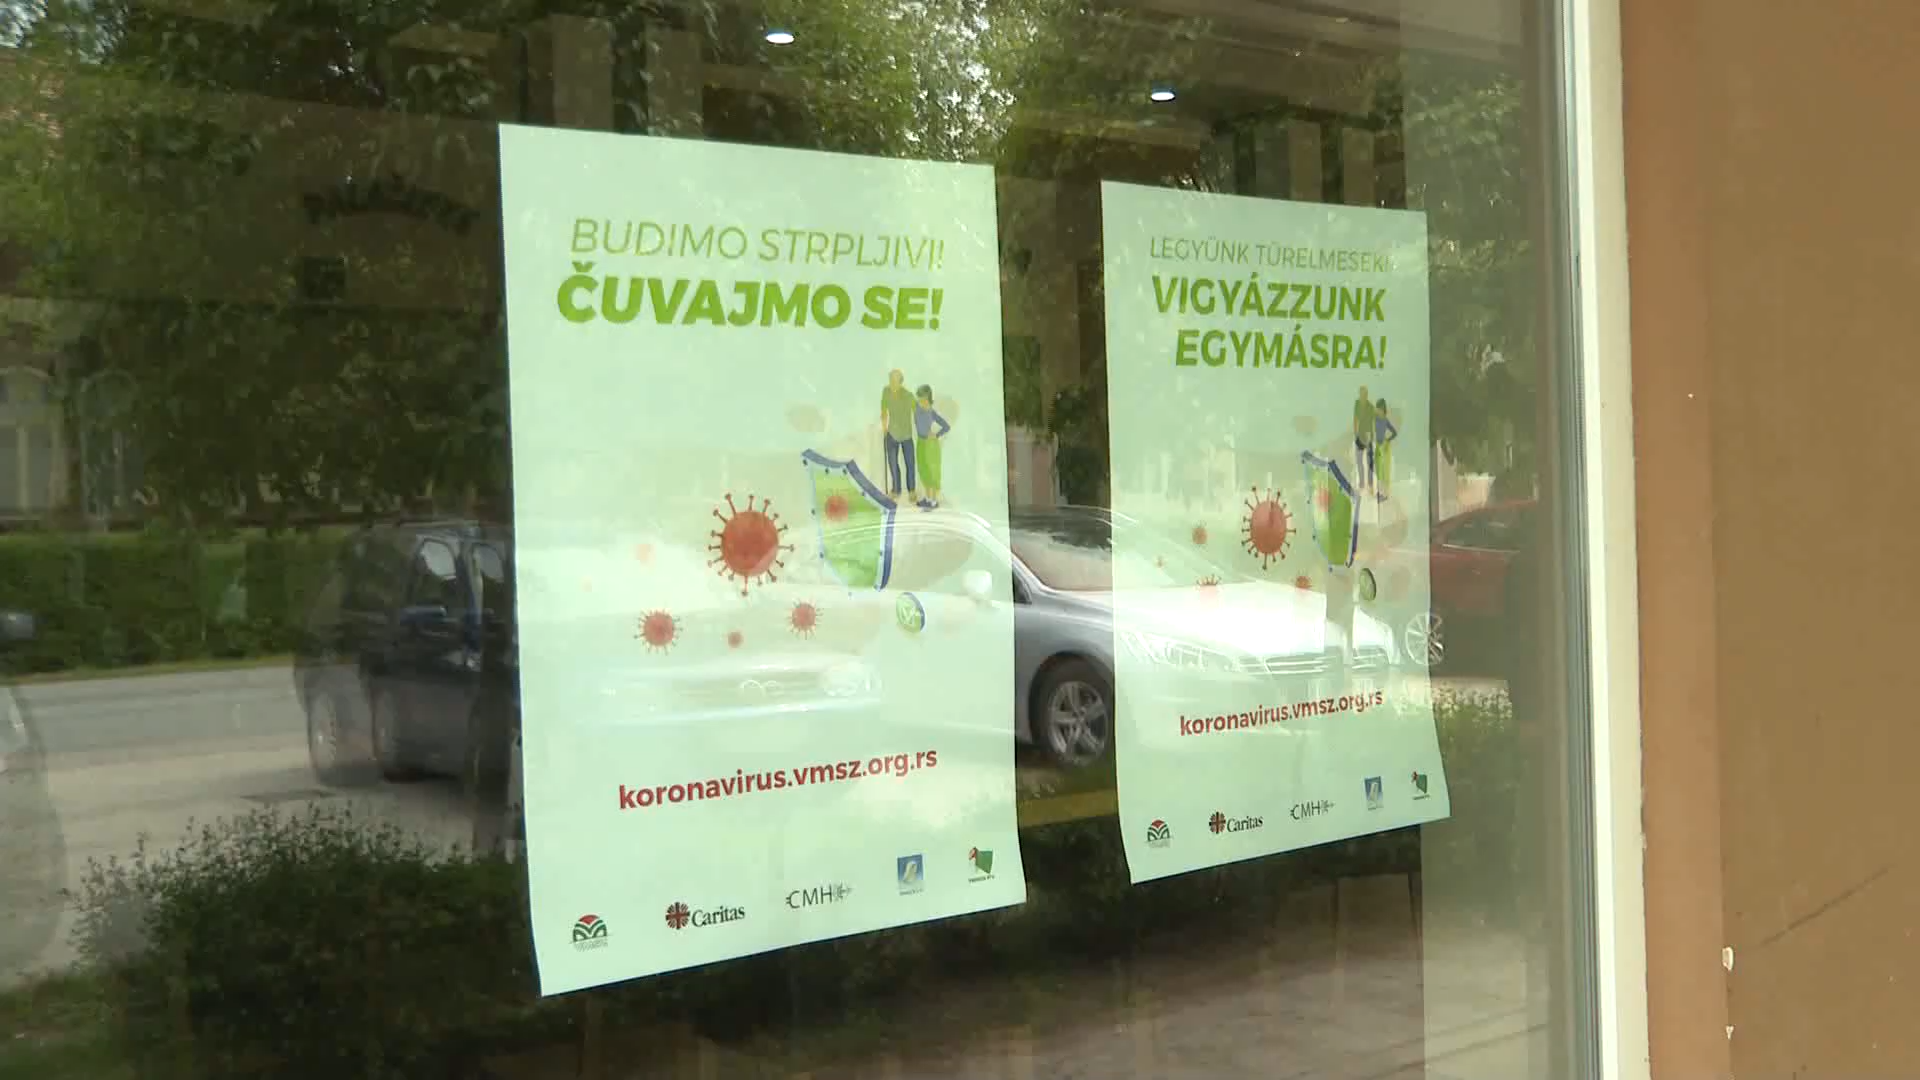 BUDIMO STRPLJIVI!
ČUVAJMO SE!
koronavirus.vmsz.org.rs
Caritas
CMH
LEGYÜNK TÜRELMESEK!
VIGYÁZZUNK
EGYMÁSRA!
koronavirus.vmsz.org.rs
Caritas
CMH